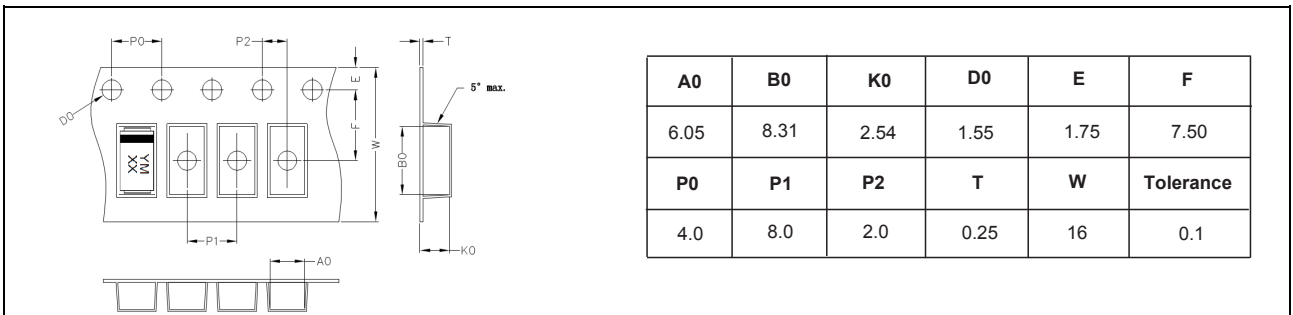 P0
P2
T
E
5° max.
D0
F
W
B0
YM
XX
P1
K0
A0
A0 B0 K0 D0 E F
6.05 8.31 2.54 1.55 1.75 7.50
P0 P1 P2 T W Tolerance
4.0 8.0 2.0 0.25 16 0.1